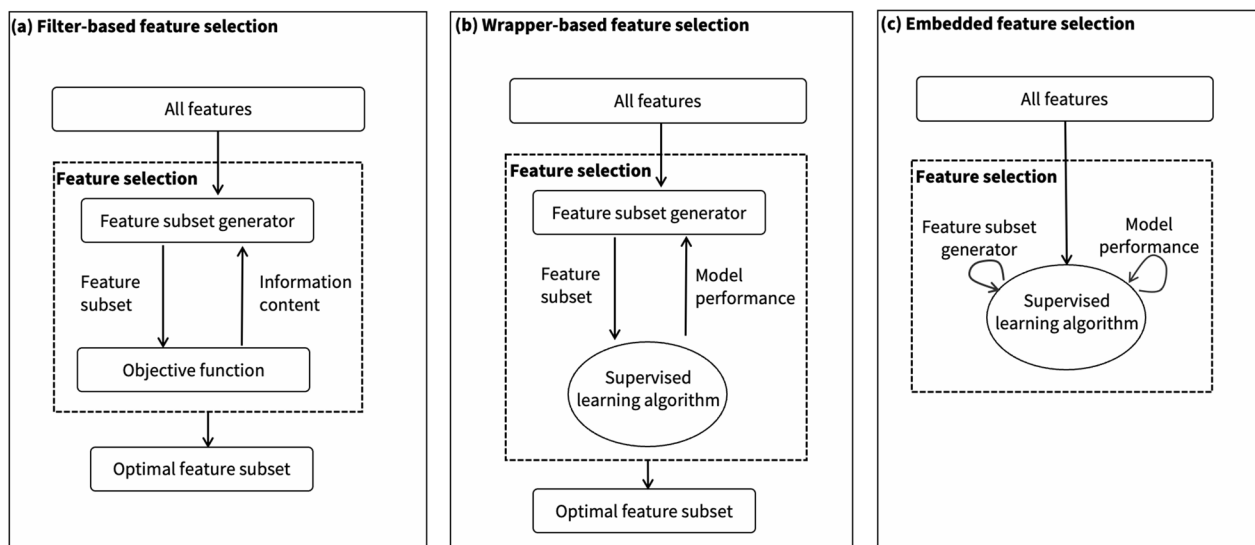 (a) Filter-based feature selection
All features
Feature selection
Feature subset generator
Feature
subset
Information
content
Objective function
Optimal feature subset
(b) Wrapper-based feature selection
All features
Feature selection
Feature subset generator
Feature
subset
Model
performance
Supervised
learning algorithm
Optimal feature subset
(c) Embedded feature selection
All features
Feature selection
Feature subset
generator
Model
performance
Supervised
learning algorithm